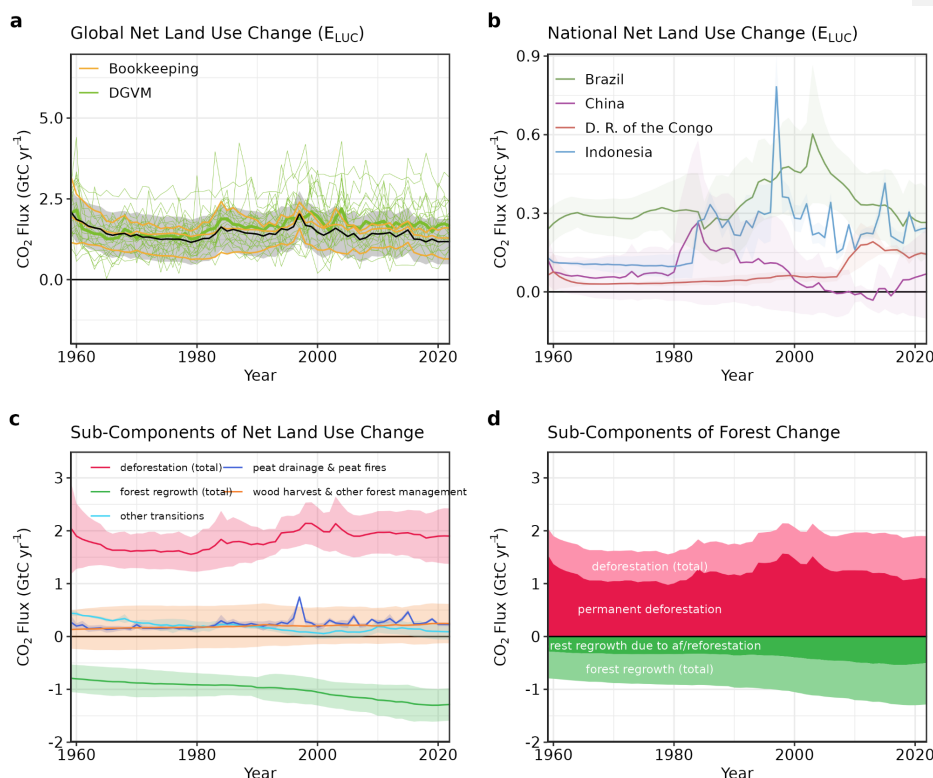 a
Global Net Land Use Change (E_LUC)
Bookkeeping
DGVM
CO₂ Flux (GtC yr⁻¹)
5.0
2.5
0.0
1960 1980 2000 2020
Year
b
National Net Land Use Change (E_LUC)
Brazil
China
D. R. of the Congo
Indonesia
CO₂ Flux (GtC yr⁻¹)
0.9
0.6
0.3
0.0
1960 1980 2000 2020
Year
c
Sub-Components of Net Land Use Change
deforestation (total) peat drainage & peat fires
forest regrowth (total) wood harvest & other forest management
other transitions
CO₂ Flux (GtC yr⁻¹)
3
2
1
0
-1
-2
1960 1980 2000 2020
Year
d
Sub-Components of Forest Change
CO₂ Flux (GtC yr⁻¹)
3
2
1
0
-1
-2
deforestation (total)
permanent deforestation
rest regrowth due to af/reforestation
forest regrowth (total)
1960 1980 2000 2020
Year